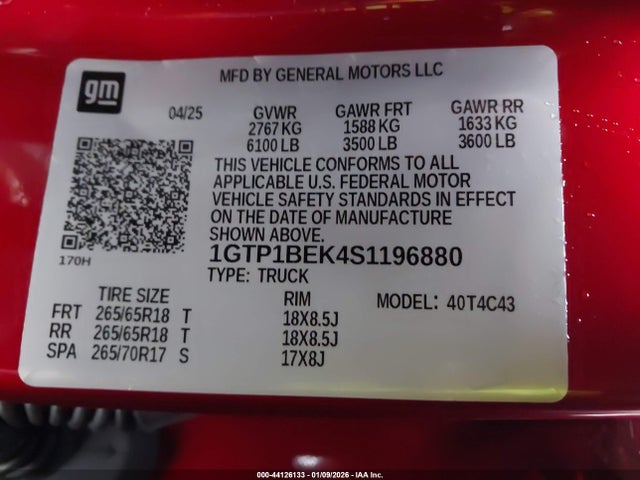 gm
MFD BY GENERAL MOTORS LLC
04/25 GVWR GAWR FRT GAWR RR
2767 KG 1588 KG 1633 KG
6100 LB 3500 LB 3600 LB
THIS VEHICLE CONFORMS TO ALL
APPLICABLE U.S. FEDERAL MOTOR
VEHICLE SAFETY STANDARDS IN EFFECT
ON THE DATE OF MANUFACTURE
SHOWN ABOVE.
170H
1GTP1BEK4S1196880
TYPE: TRUCK
TIRE SIZE RIM MODEL: 40T4C43
FRT 265/65R18 T 18X8.5J
RR 265/65R18 T 18X8.5J
SPA 265/70R17 S 17X8J
000-44126133 - 01/09/2026 - IAA Inc.